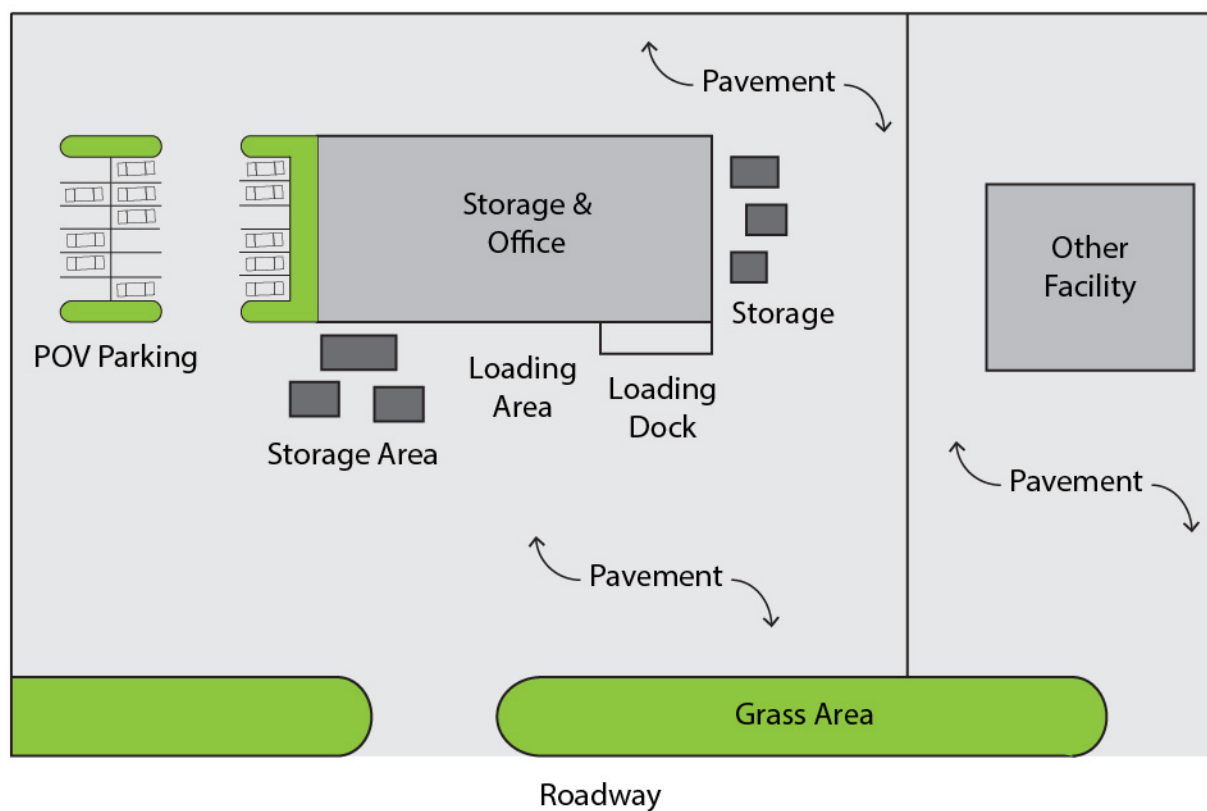 Pavement
Storage &
Office
Other
Facility
Storage
POV Parking
Loading
Area
Loading
Dock
Storage Area
Pavement
Pavement
Grass Area
Roadway